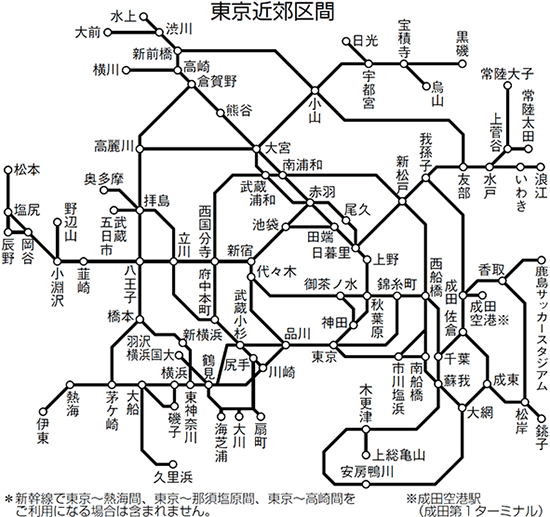 東京近郊区間
水上
渋川
大前
新前橋
横川
高崎
倉賀野
熊谷
日光
宝積寺
黒磯
宇都宮
烏山
小山
常陸大子
常陸太田
上菅谷
高麗川
大宮
南浦和
武蔵浦和
新松戸
我孫子
友部
水戸
いわき
浪江
松本
塩尻
辰野
岡谷
野辺山
小淵沢
韮崎
奥多摩
拝島
武蔵五日市
立川
西国分寺
赤羽
尾久
池袋
田端
日暮里
新宿
代々木
上野
八王子
府中本町
御茶ノ水
錦糸町
秋葉原
神田
西船橋
成田
成田空港※
香取
鹿島サッカースタジアム
佐倉
橋本
新横浜
武蔵小杉
品川
東京
羽沢横浜国大
横浜
鶴見
尻手
川崎
市川塩浜
南船橋
千葉
蘇我
成東
松岸
銚子
大網
熱海
伊東
茅ケ崎
大船
磯子
東神奈川
海芝浦
大川
扇町
久里浜
木更津
上総亀山
安房鴨川
＊新幹線で東京～熱海間、東京～那須塩原間、東京～高崎間を
ご利用になる場合は含まれません。
※成田空港駅
（成田第１ターミナル）